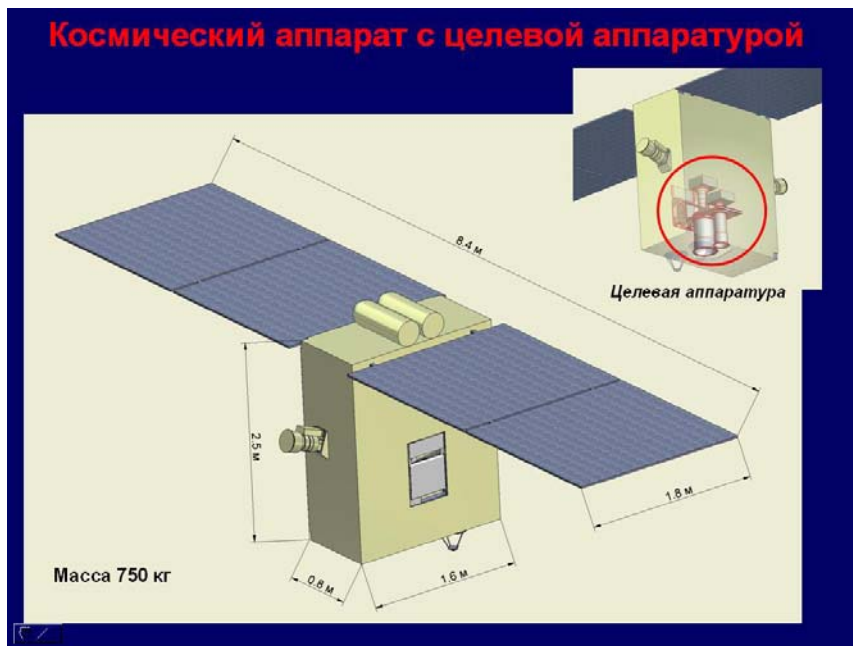 Космический аппарат с целевой аппаратурой
8.4 м
Целевая аппаратура
2.5 м
1.8 м
Масса 750 кг
0.8 м
1.6 м